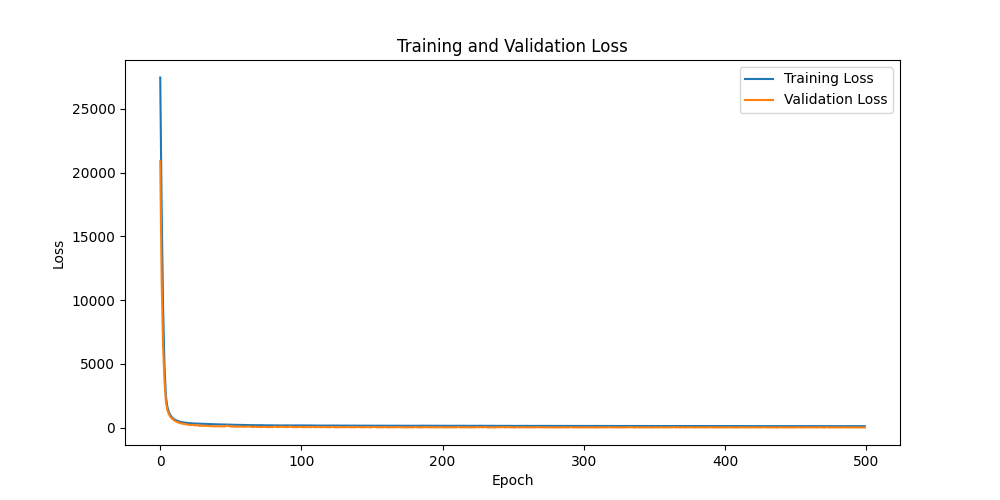 Training and Validation Loss
Training Loss
Validation Loss
25000
20000
15000
10000
5000
0
Loss
0 100 200 300 400 500
Epoch